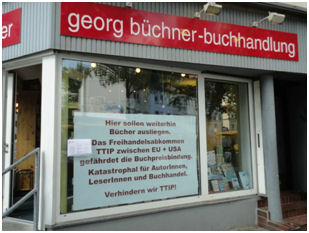 er
georg büchner-buchhandlung
Hier sollen weiterhin
Bücher ausliegen.
Das Freihandelsabkommen
TTIP zwischen EU + USA
gefährdet die Buchpreisbindung.
Katastrophal für AutorInnen,
LeserInnen und Buchhandel.
Verhindern wir TTIP!